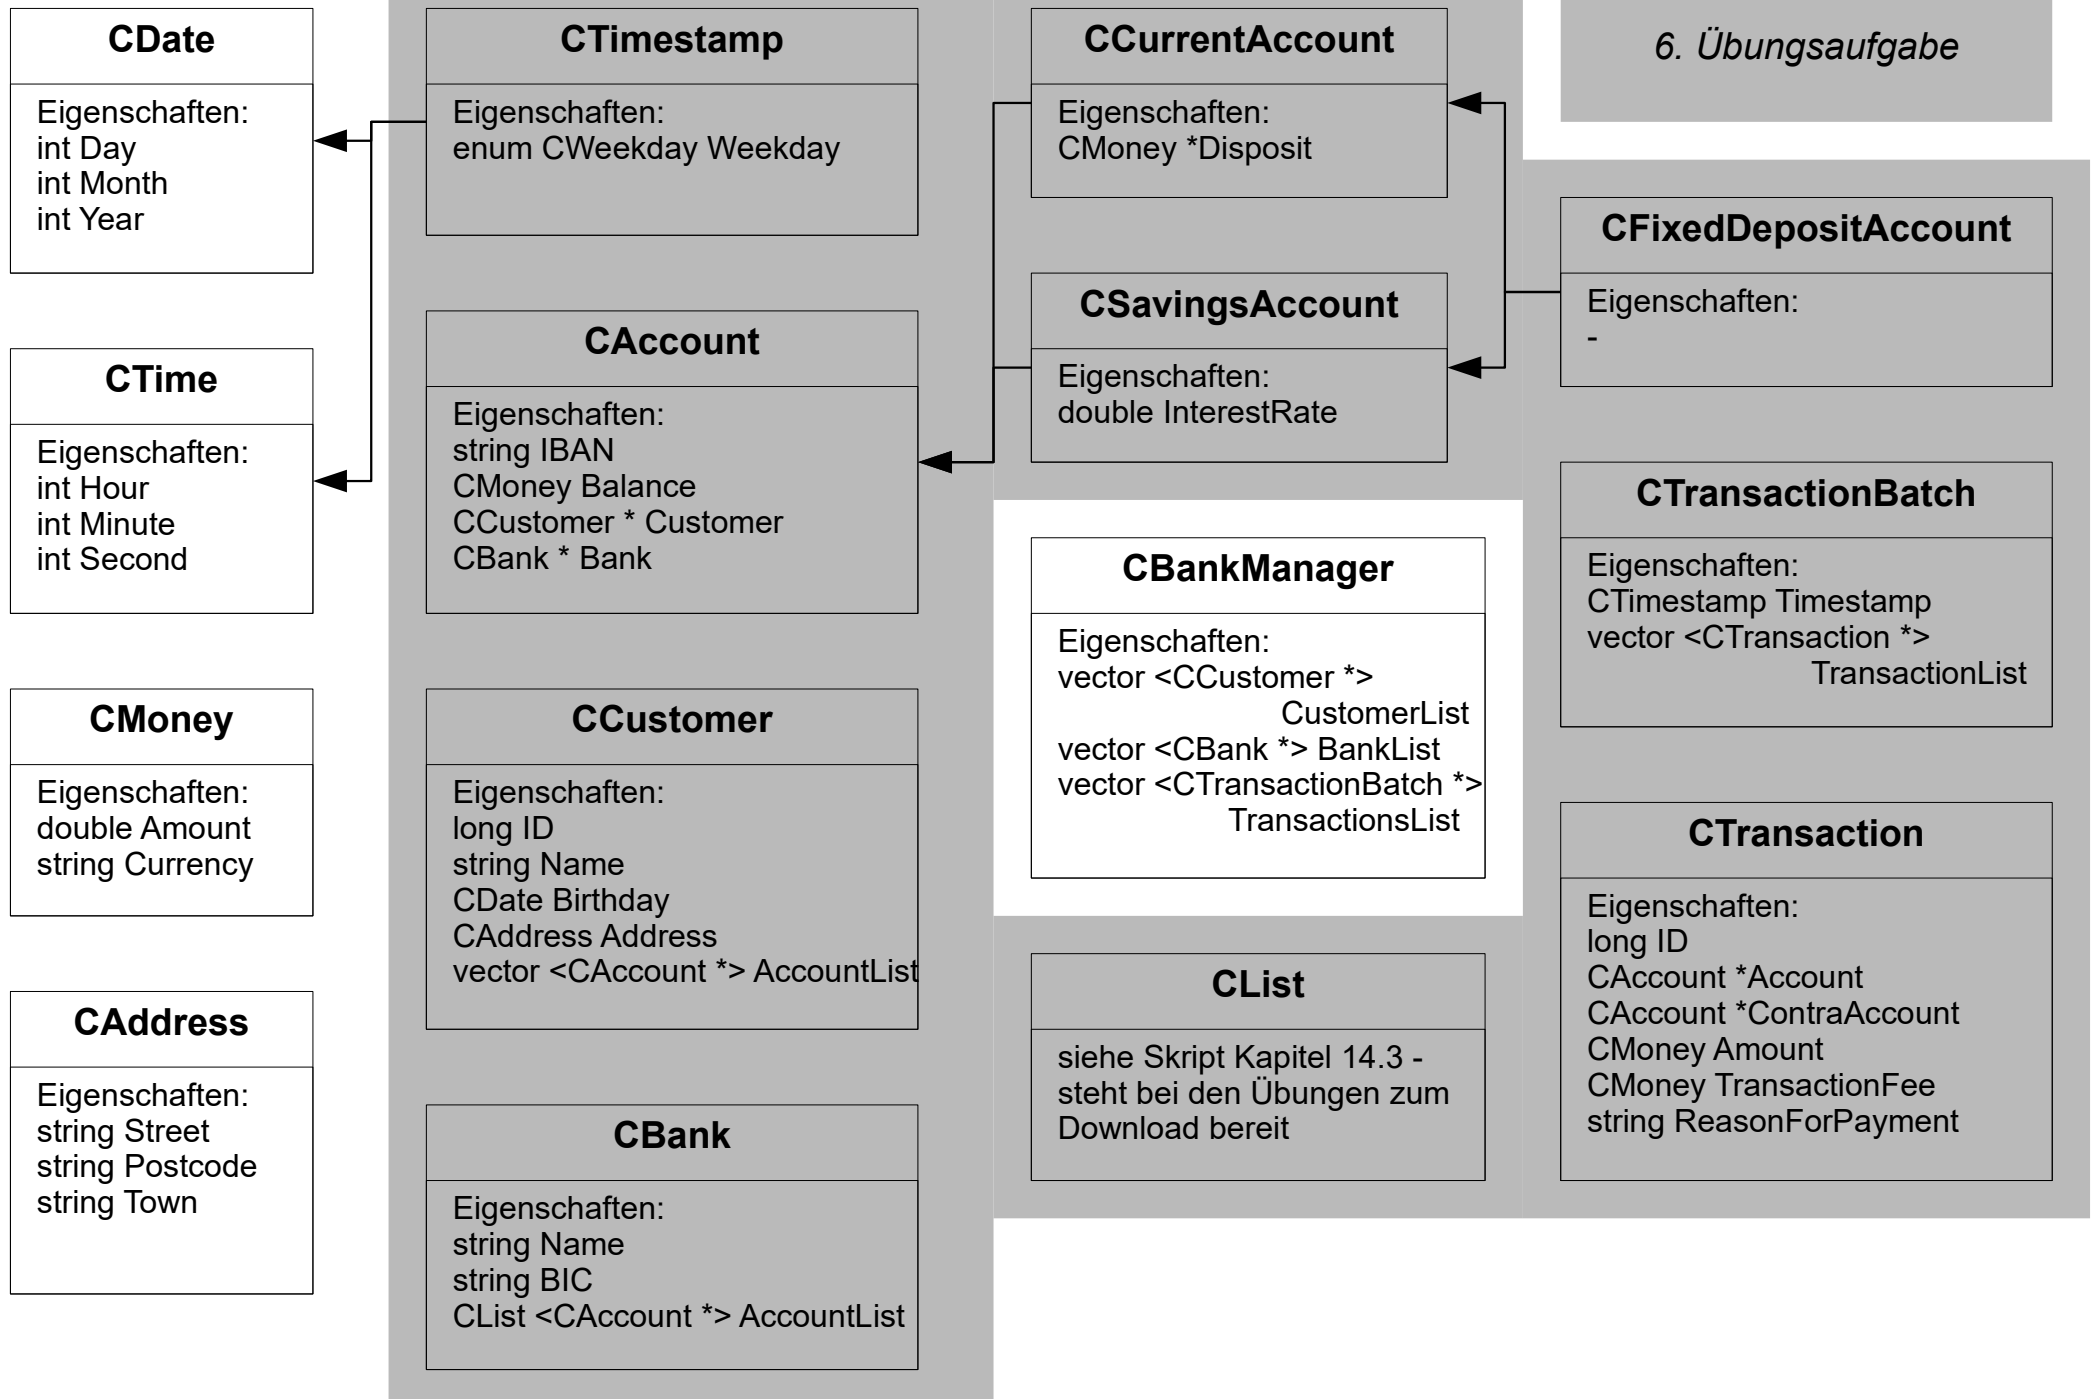 CDate
Eigenschaften:
int Day
int Month
int Year
CTime
Eigenschaften:
int Hour
int Minute
int Second
CMoney
Eigenschaften:
double Amount
string Currency
CAddress
Eigenschaften:
string Street
string Postcode
string Town
CTimestamp
Eigenschaften:
enum CWeekday Weekday
CAccount
Eigenschaften:
string IBAN
CMoney Balance
CCustomer * Customer
CBank * Bank
CCustomer
Eigenschaften:
long ID
string Name
CDate Birthday
CAddress Address
vector <CAccount *> AccountList
CBank
Eigenschaften:
string Name
string BIC
CList <CAccount *> AccountList
CCurrentAccount
Eigenschaften:
CMoney *Disposit
CSavingsAccount
Eigenschaften:
double InterestRate
CBankManager
Eigenschaften:
vector <CCustomer *>
CustomerList
vector <CBank *> BankList
vector <CTransactionBatch *>
TransactionsList
CList
siehe Skript Kapitel 14.3 -
steht bei den Übungen zum
Download bereit
6. Übungsaufgabe
CFixedDepositAccount
Eigenschaften:
-
CTransactionBatch
Eigenschaften:
CTimestamp Timestamp
vector <CTransaction *>
TransactionList
CTransaction
Eigenschaften:
long ID
CAccount *Account
CAccount *ContraAccount
CMoney Amount
CMoney TransactionFee
string ReasonForPayment